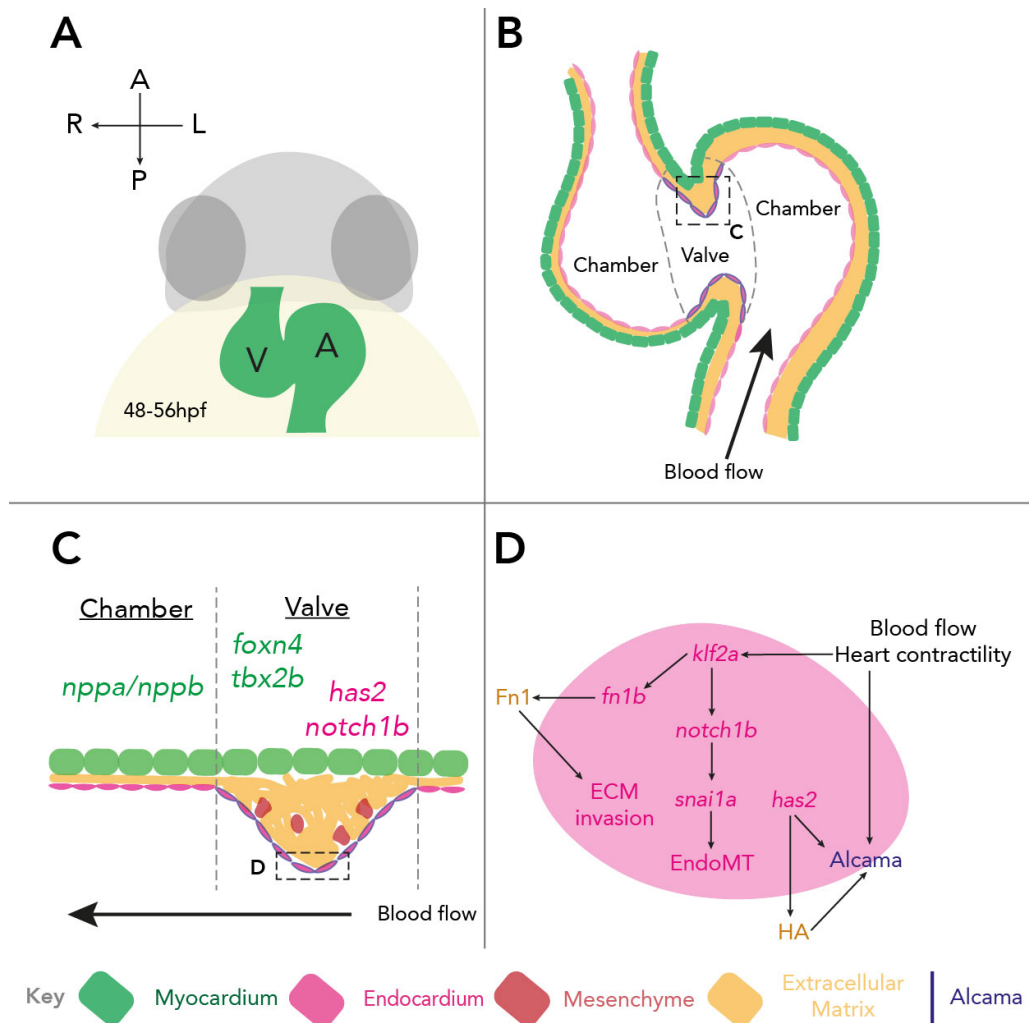 A
A
R
L
P
V
A
48-56hpf
B
Chamber
C
Valve
Chamber
Blood flow
C
Chamber
Valve
foxn4
tbx2b
nppa/nppb
has2
notch1b
D
Blood flow
D
Blood flow
Heart contractility
klf2a
Fn1
fn1b
notch1b
ECM
invasion
snai1a
has2
EndoMT
Alcama
HA
Key
Myocardium
Endocardium
Mesenchyme
Extracellular
Matrix
Alcama